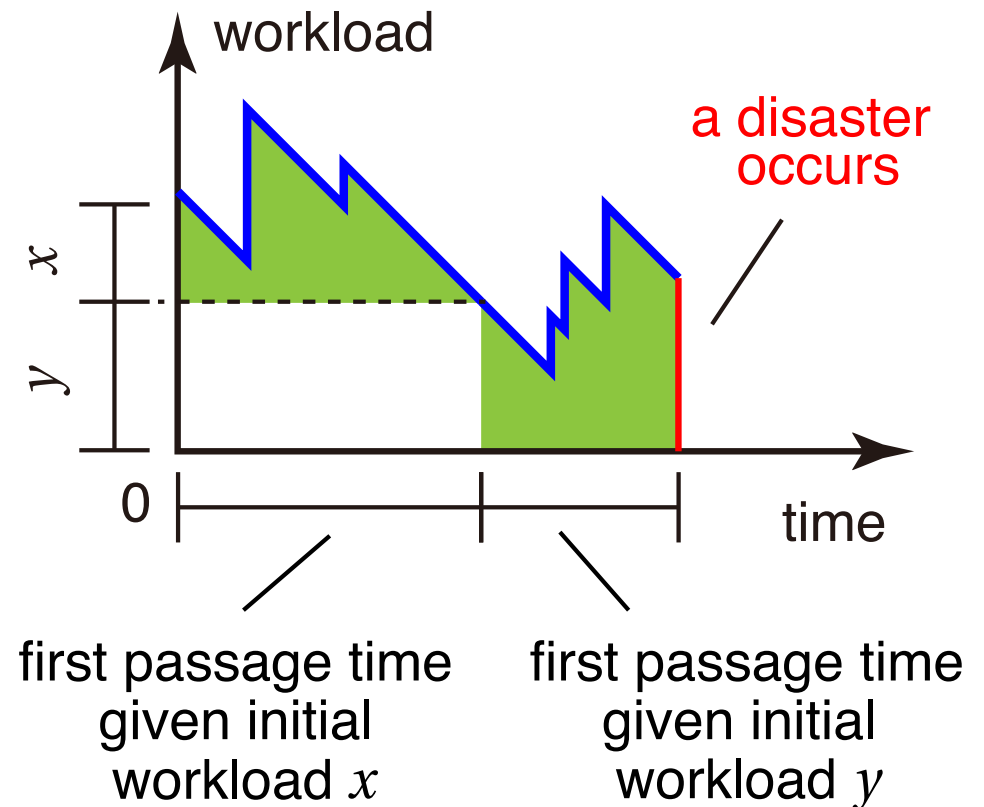 workload
a disaster
occurs
x
y
0
time
first passage time
given initial
workload x
first passage time
given initial
workload y